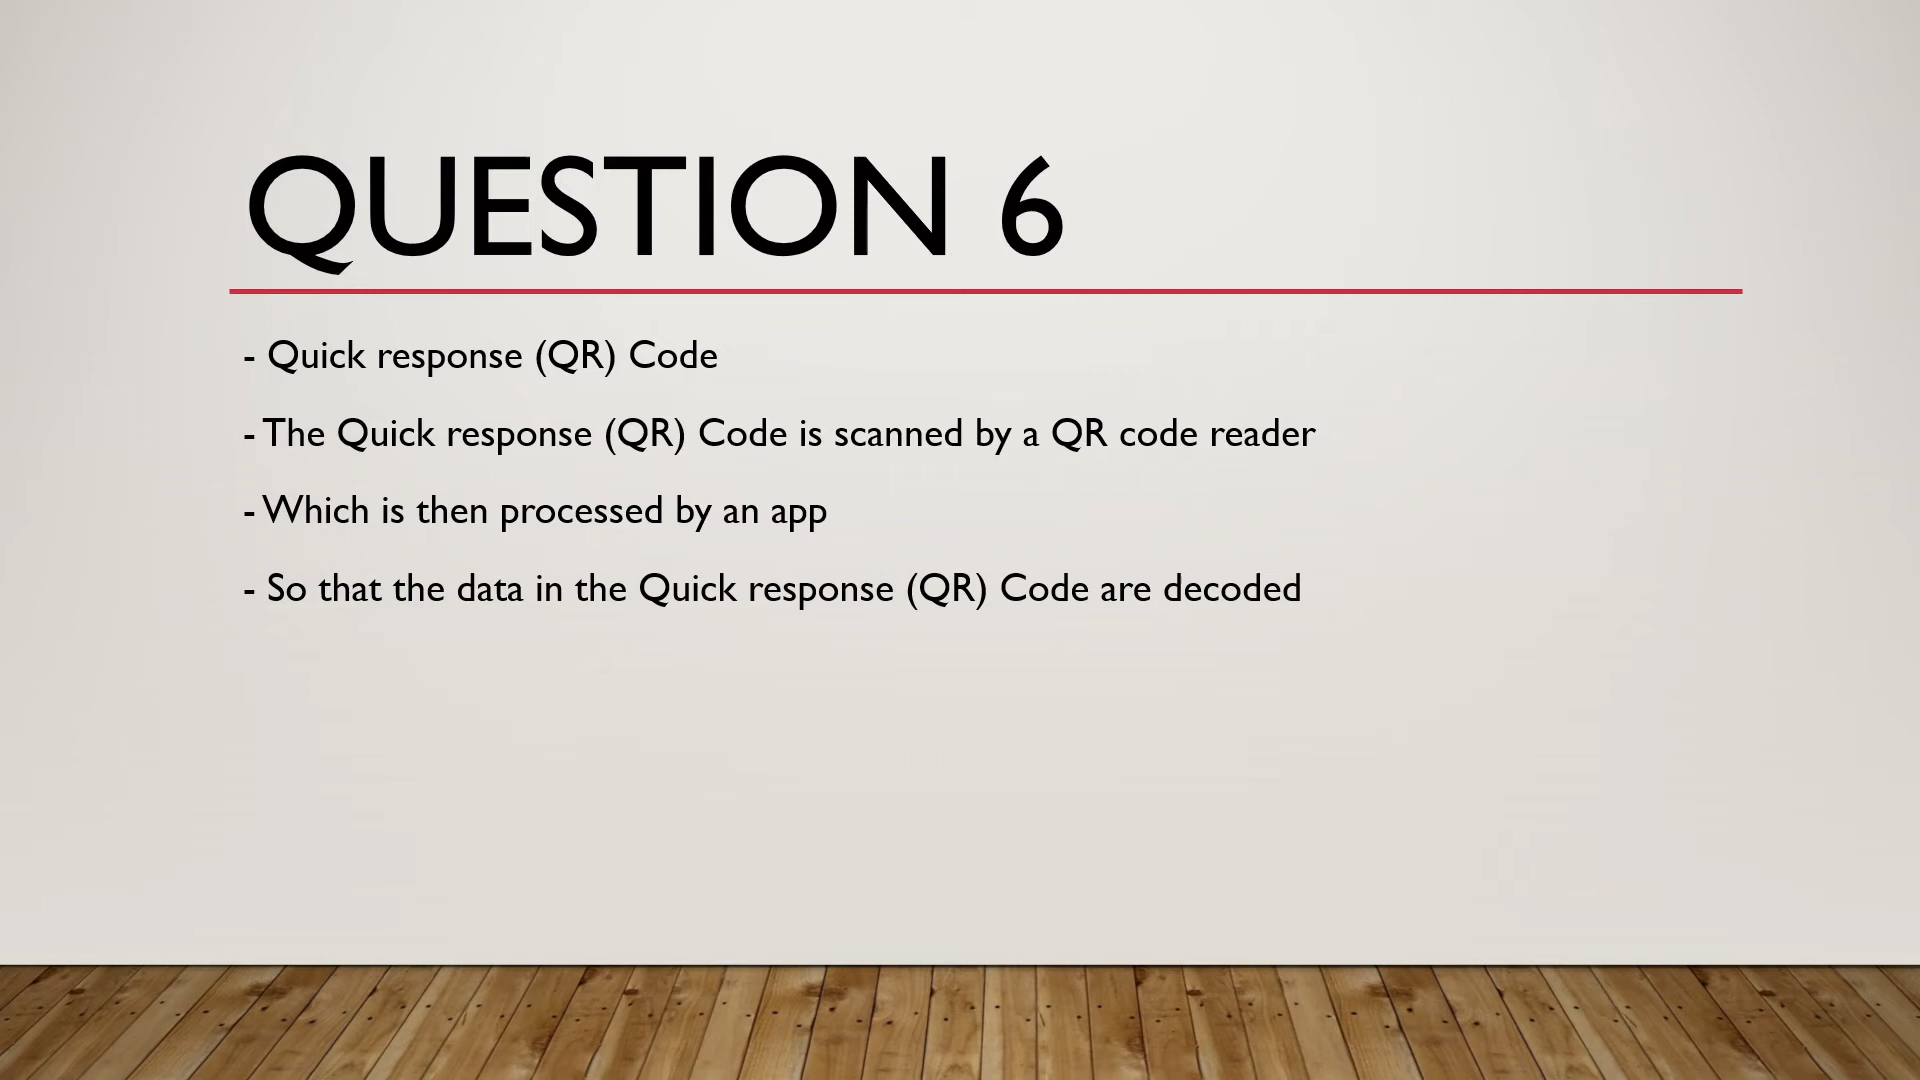 QUESTION 6
- Quick response (QR) Code
- The Quick response (QR) Code is scanned by a QR code reader
- Which is then processed by an app
- So that the data in the Quick response (QR) Code are decoded